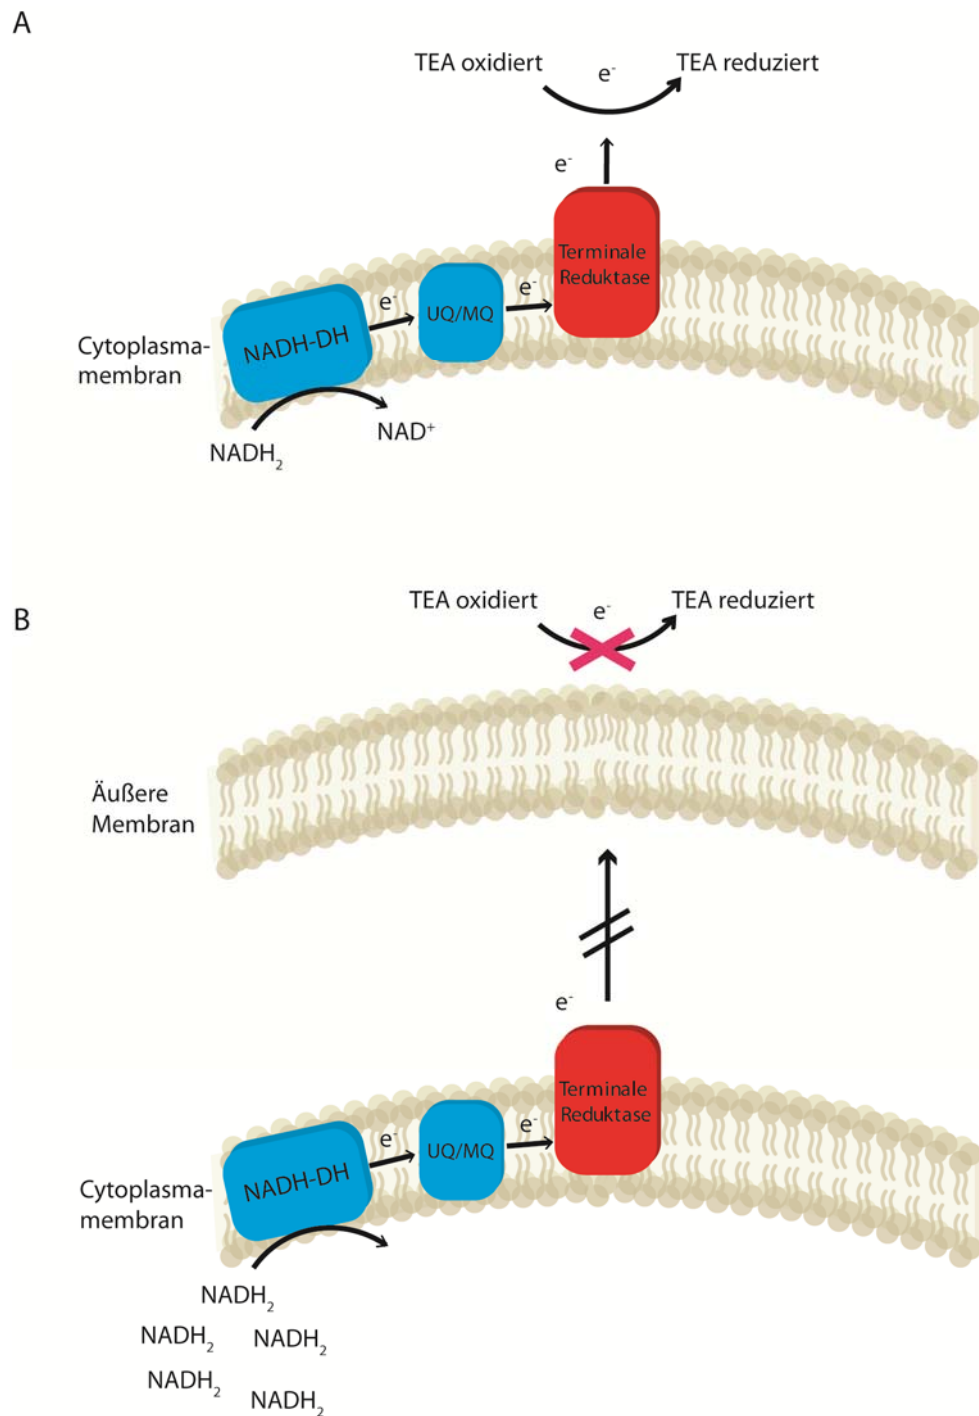 A
TEA oxidiert
e⁻
TEA reduziert
e⁻
Terminale
Reduktase
e⁻
e⁻
UQ/MQ
NADH-DH
Cytoplasma-
membran
NAD⁺
NADH₂
B
TEA oxidiert
e⁻
TEA reduziert
Äußere
Membran
e⁻
Terminale
Reduktase
e⁻
e⁻
UQ/MQ
NADH-DH
Cytoplasma-
membran
NADH₂
NADH₂
NADH₂
NADH₂
NADH₂